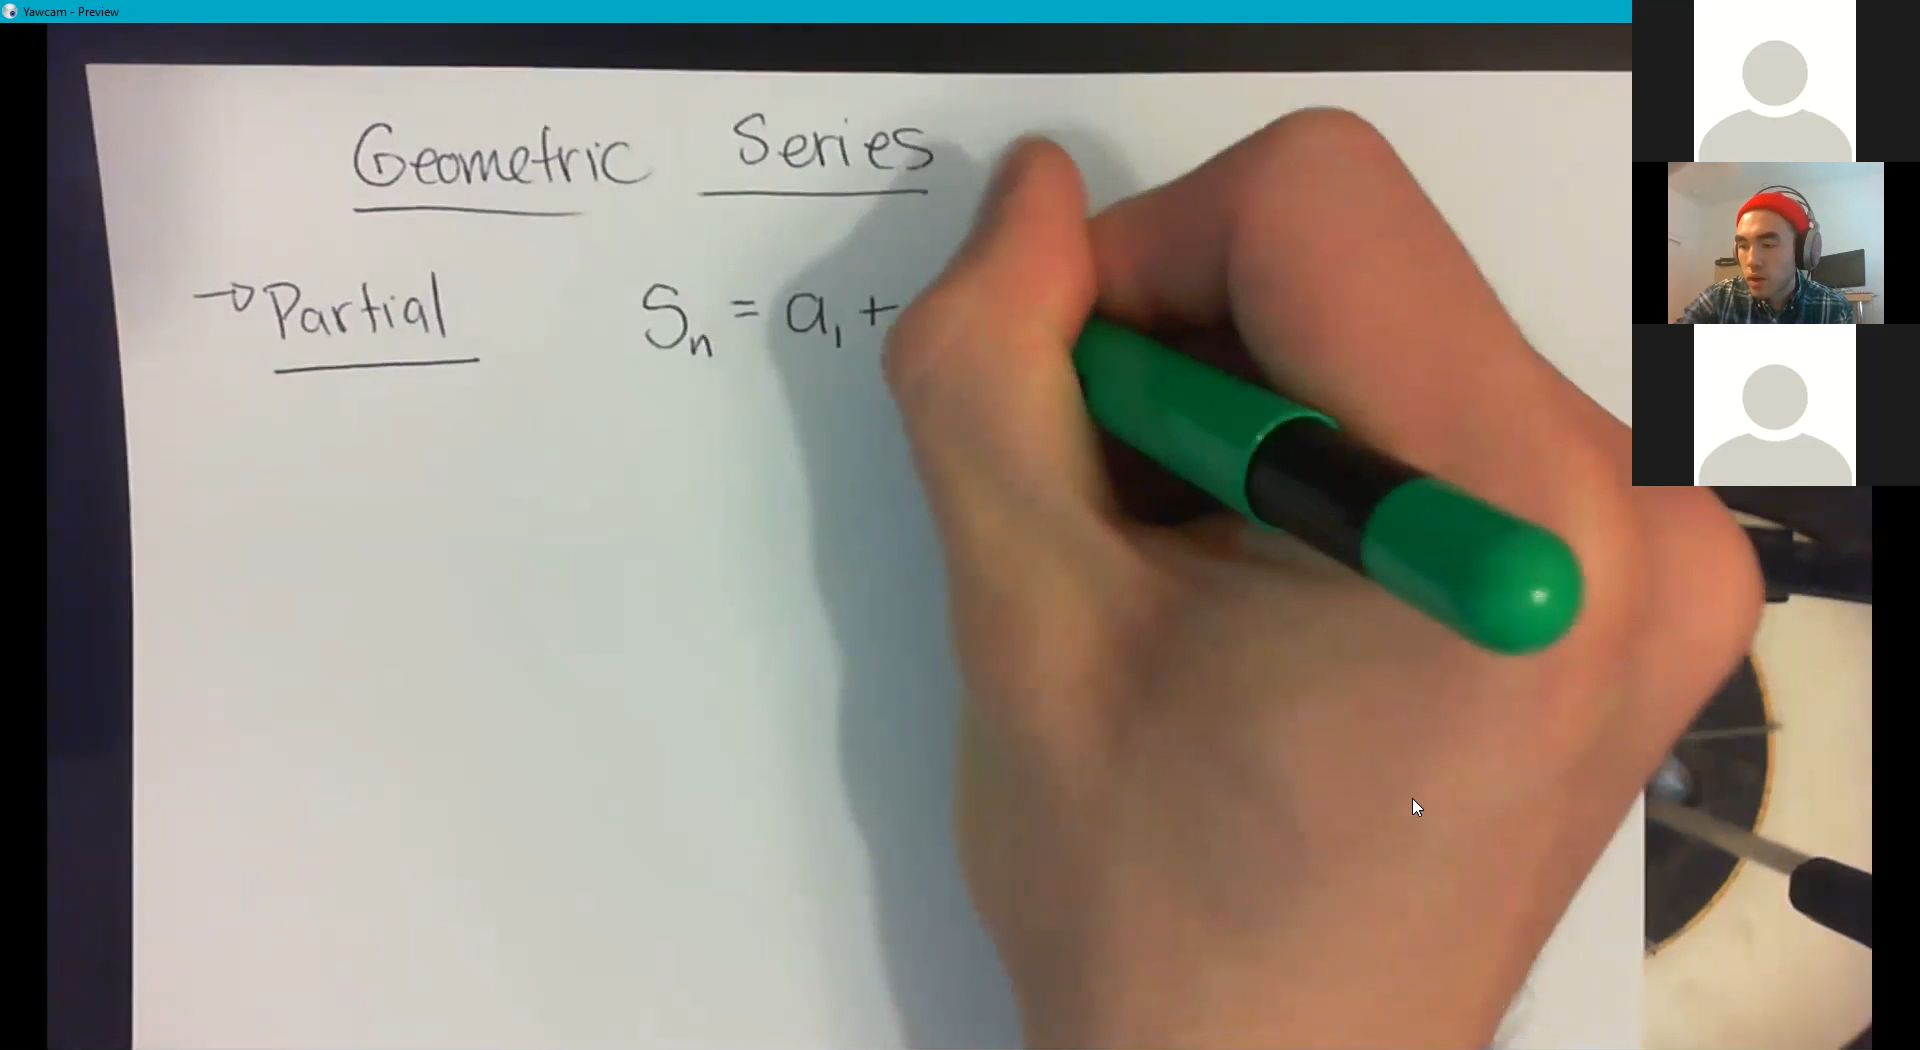 Yawcam - Preview
Geometric Series
→Partial Sₙ = a₁ +